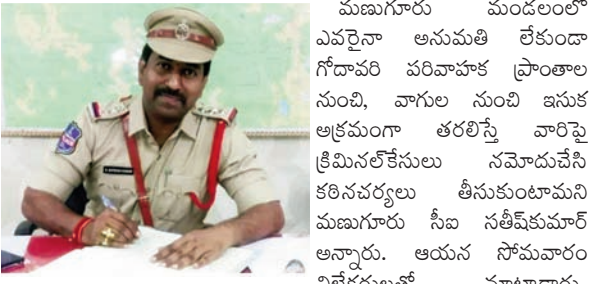 మణుగూరు మండలంలో
ఎవరైనా అనుమతి లేకుండా
గోదావరి పరివాహక ప్రాంతాల
నుంచి, వాగుల నుంచి ఇసుక
అక్రమంగా తరలిస్తే వారిపై
క్రిమినల్‌కేసులు నమోదుచేసి
కఠినచర్యలు తీసుకుంటామని
మణుగూరు సీఐ సతీష్‌కుమార్
అన్నారు. ఆయన సోమవారం